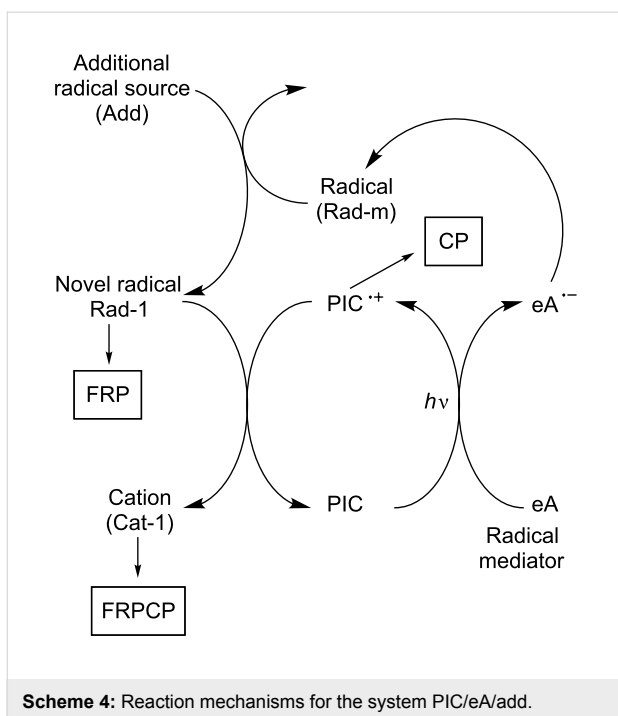 Additional
radical source
(Add)
Radical
(Rad-m)
CP
Novel radical
Rad-1
PIC•+
eA•−
FRP
hν
Cation
(Cat-1)
PIC
eA
Radical
mediator
FRPCP
Scheme 4: Reaction mechanisms for the system PIC/eA/add.